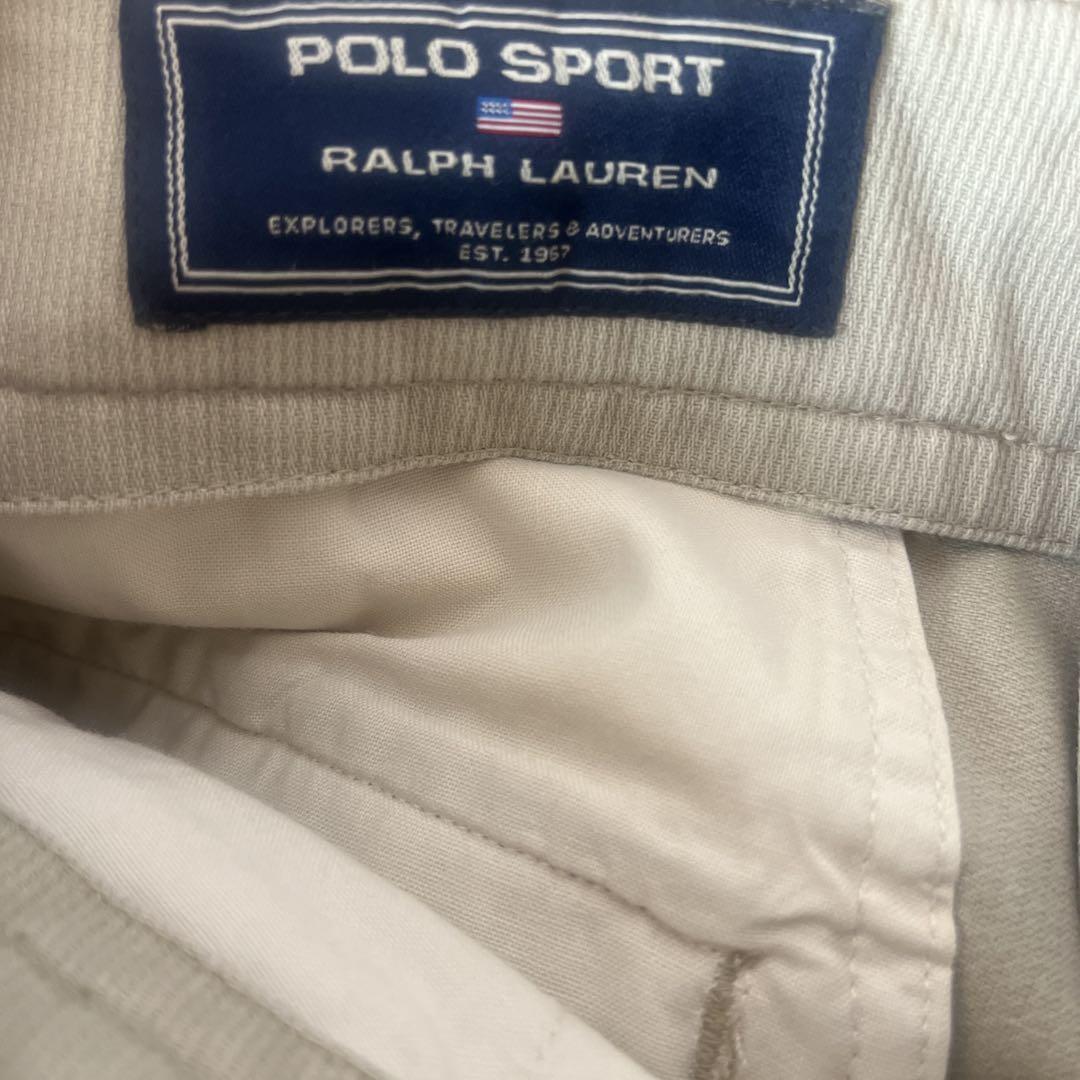 POLO SPORT
RALPH LAUREN
EXPLORERS, TRAVELERS & ADVENTURERS
EST. 1967